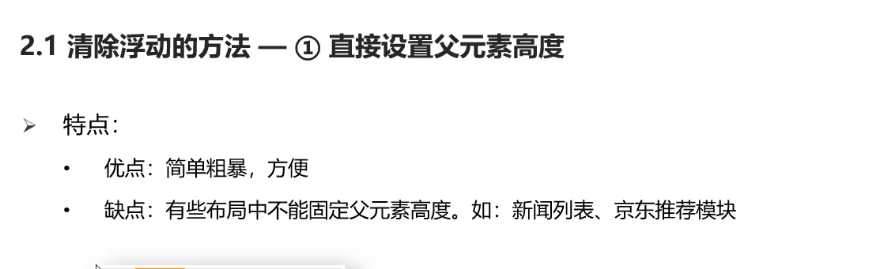 2.1 清除浮动的方法 — ① 直接设置父元素高度
➢ 特点：
• 优点：简单粗暴，方便
• 缺点：有些布局中不能固定父元素高度。如：新闻列表、京东推荐模块